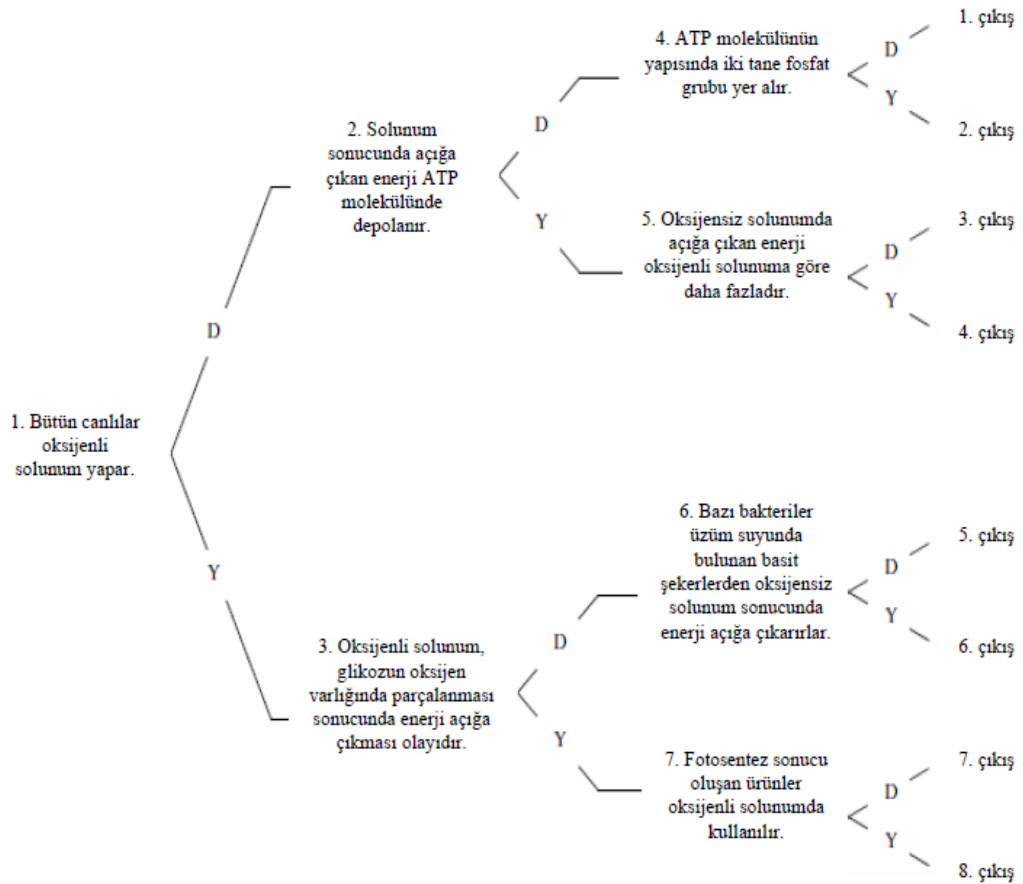 1. Bütün canlılar
oksijenli
solunum yapar.
D
Y
2. Solunum
sonucunda açığa
çıkan enerji ATP
molekülünde
depolanır.
D
Y
3. Oksijenli solunum,
glikozun oksijen
varlığında parçalanması
sonucunda enerji açığa
çıkması olayıdır.
D
Y
4. ATP molekülünün
yapısında iki tane fosfat
grubu yer alır.
D
Y
1. çıkış
2. çıkış
5. Oksijensiz solunumda
açığa çıkan enerji
oksijenli solunuma göre
daha fazladır.
D
Y
3. çıkış
4. çıkış
6. Bazı bakteriler
üzüm suyunda
bulunan basit
şekerlerden oksijensiz
solunum sonucunda
enerji açığa çıkarırlar.
D
Y
5. çıkış
6. çıkış
7. Fotosentez sonucu
oluşan ürünler
oksijenli solunumda
kullanılır.
D
Y
7. çıkış
8. çıkış